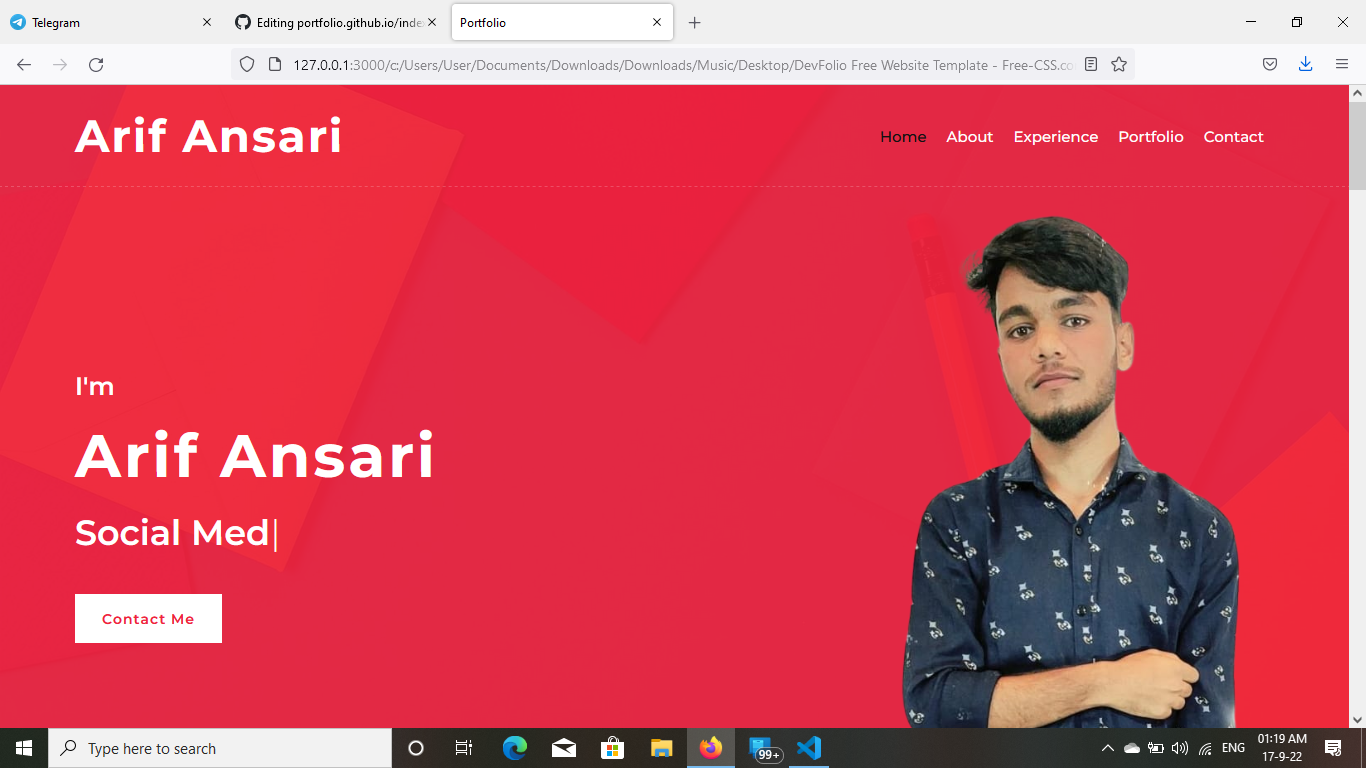 Telegram
Editing portfolio.github.io/inde
Portfolio
127.0.0.1:3000/c:/Users/User/Documents/Downloads/Downloads/Music/Desktop/DevFolio Free Website Template - Free-CSS.co
Arif Ansari
Home About Experience Portfolio Contact
I'm
Arif Ansari
Social Med|
Contact Me
Type here to search
99+
ENG
01:19 AM
17-9-22